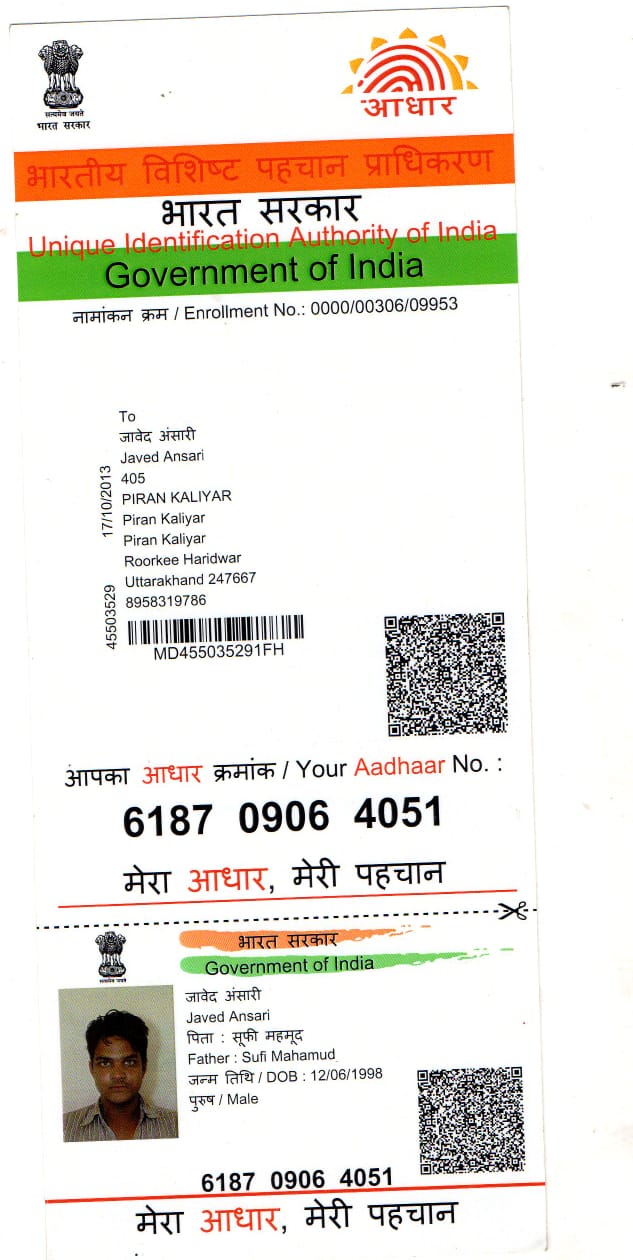 सत्यमेव जयते
भारत सरकार
आधार
भारतीय विशिष्ट पहचान प्राधिकरण
भारत सरकार
Unique Identification Authority of India
Government of India
नामांकन क्रम / Enrollment No.: 0000/00306/09953
To
जावेद अंसारी
Javed Ansari
405
PIRAN KALIYAR
Piran Kaliyar
Piran Kaliyar
Roorkee Haridwar
Uttarakhand 247667
8958319786
17/10/2013
45503529
MD455035291FH
आपका आधार क्रमांक / Your Aadhaar No. :
6187 0906 4051
मेरा आधार, मेरी पहचान
सत्यमेव जयते
भारत सरकार
Government of India
जावेद अंसारी
Javed Ansari
पिता : सूफी महमूद
Father : Sufi Mahamud
जन्म तिथि / DOB : 12/06/1998
पुरुष / Male
6187 0906 4051
मेरा आधार, मेरी पहचान